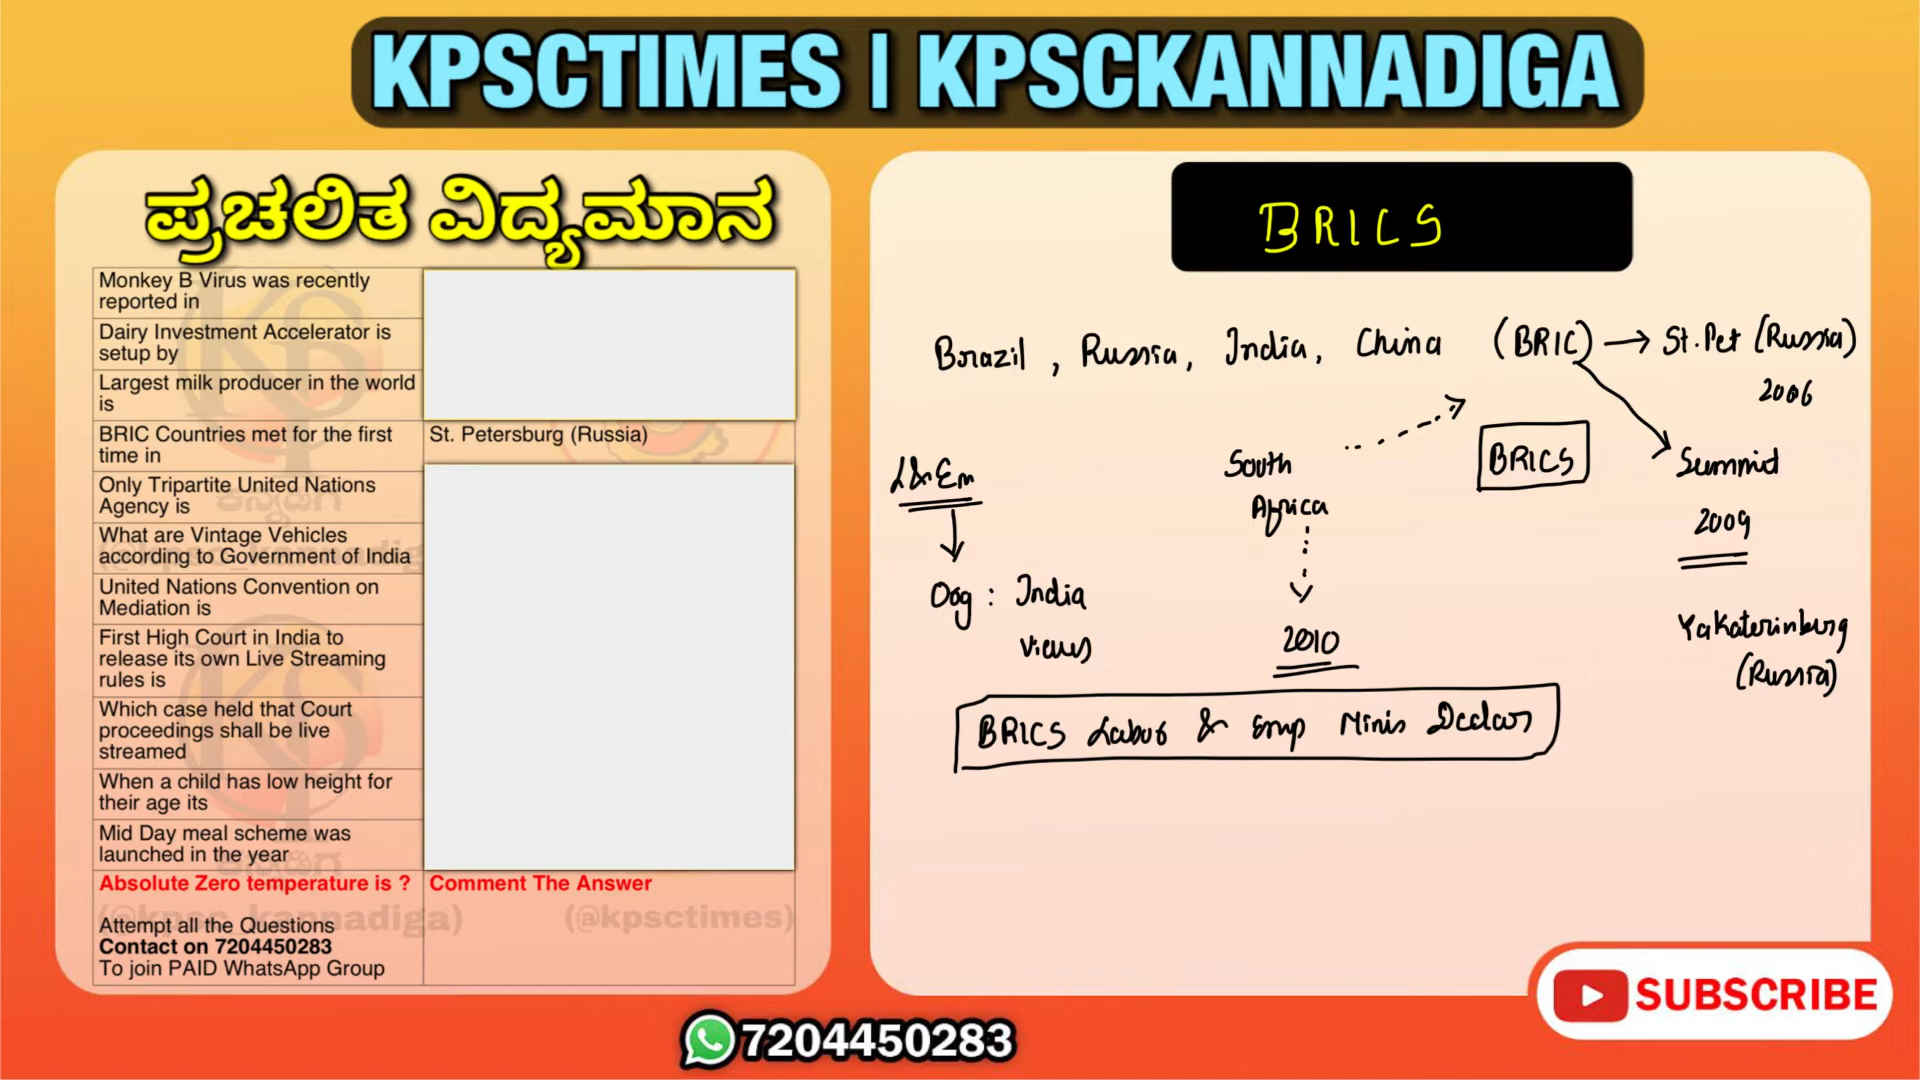 KPSCTIMES | KPSCKANNADIGA
ಪ್ರಚಲಿತ ವಿದ್ಯಮಾನ
Monkey B Virus was recently
reported in
Dairy Investment Accelerator is
setup by
Largest milk producer in the world
is
BRIC Countries met for the first
time in
St. Petersburg (Russia)
Only Tripartite United Nations
Agency is
What are Vintage Vehicles
according to Government of India
United Nations Convention on
Mediation is
First High Court in India to
release its own Live Streaming
rules is
Which case held that Court
proceedings shall be live
streamed
When a child has low height for
their age its
Mid Day meal scheme was
launched in the year
Absolute Zero temperature is ? Comment The Answer
(@kpsc_kannadiga) (@kpsctimes)
Attempt all the Questions
Contact on 7204450283
To join PAID WhatsApp Group
BRICS
Brazil, Russia, India, China (BRIC) → St.Pet (Russia)
2006
BRICS
L & Em
South
Africa
Summit
2009
Org : India
Views
2010
Yakaterinburg
(Russia)
BRICS Labour & Emp Minis Declar
SUBSCRIBE
7204450283